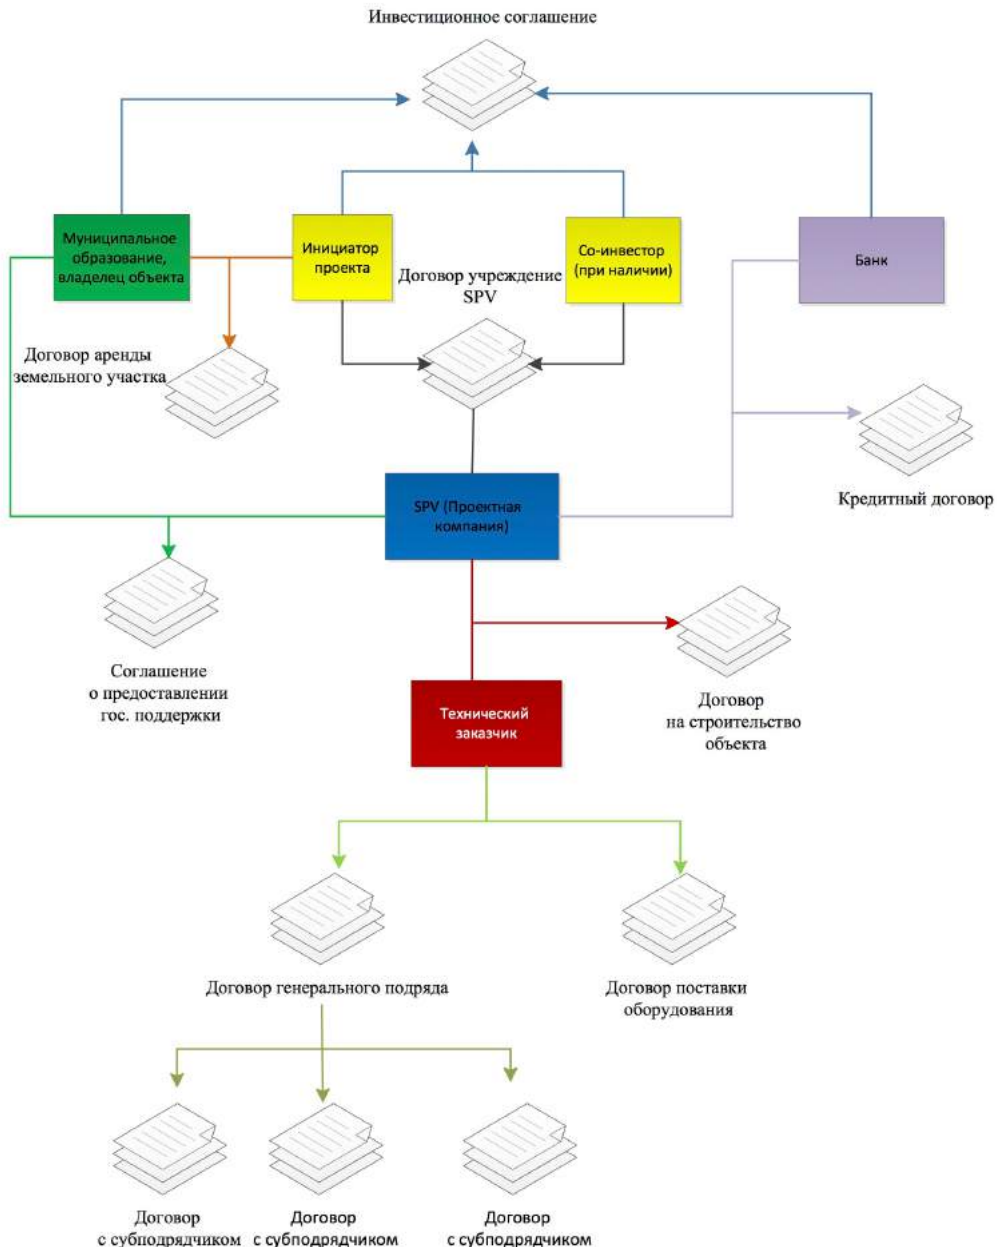 Инвестиционное соглашение
Муниципальное
образование,
владелец объекта
Инициатор
проекта
Договор учреждение
SPV
Со-инвестор
(при наличии)
Банк
Договор аренды
земельного участка
Кредитный договор
SPV (Проектная
компания)
Соглашение
о предоставлении
гос. поддержки
Технический
заказчик
Договор
на строительство
объекта
Договор генерального подряда
Договор поставки
оборудования
Договор
с субподрядчиком
Договор
с субподрядчиком
Договор
с субподрядчиком